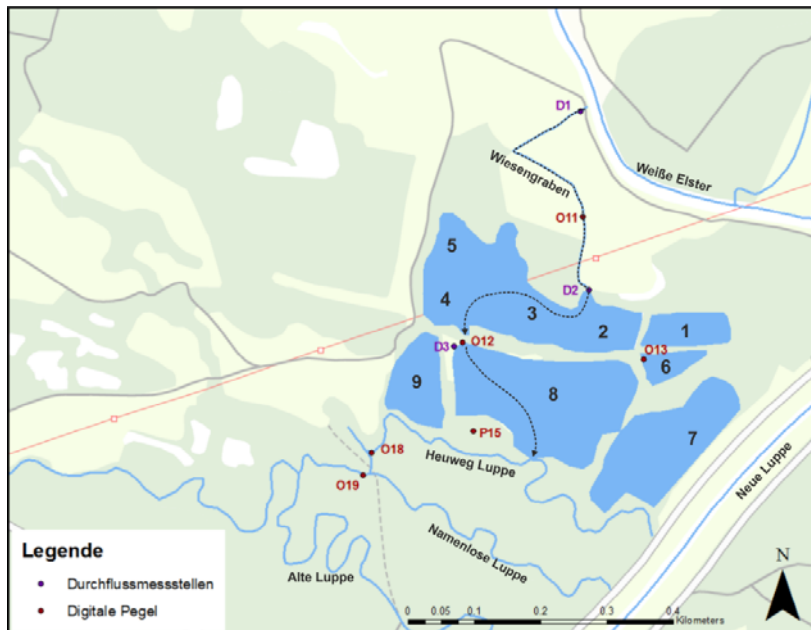 D1
Wiesengraben
Weiße Elster
O11
5
D2
4
3
2
1
D3
O12
O13
6
9
8
7
P15
O18
Heuweg Luppe
O19
Neue Luppe
Namenlose Luppe
Alte Luppe
Legende
Durchflussmessstellen
Digitale Pegel
N
0 0.05 0.1 0.2 0.3 0.4
Kilometers